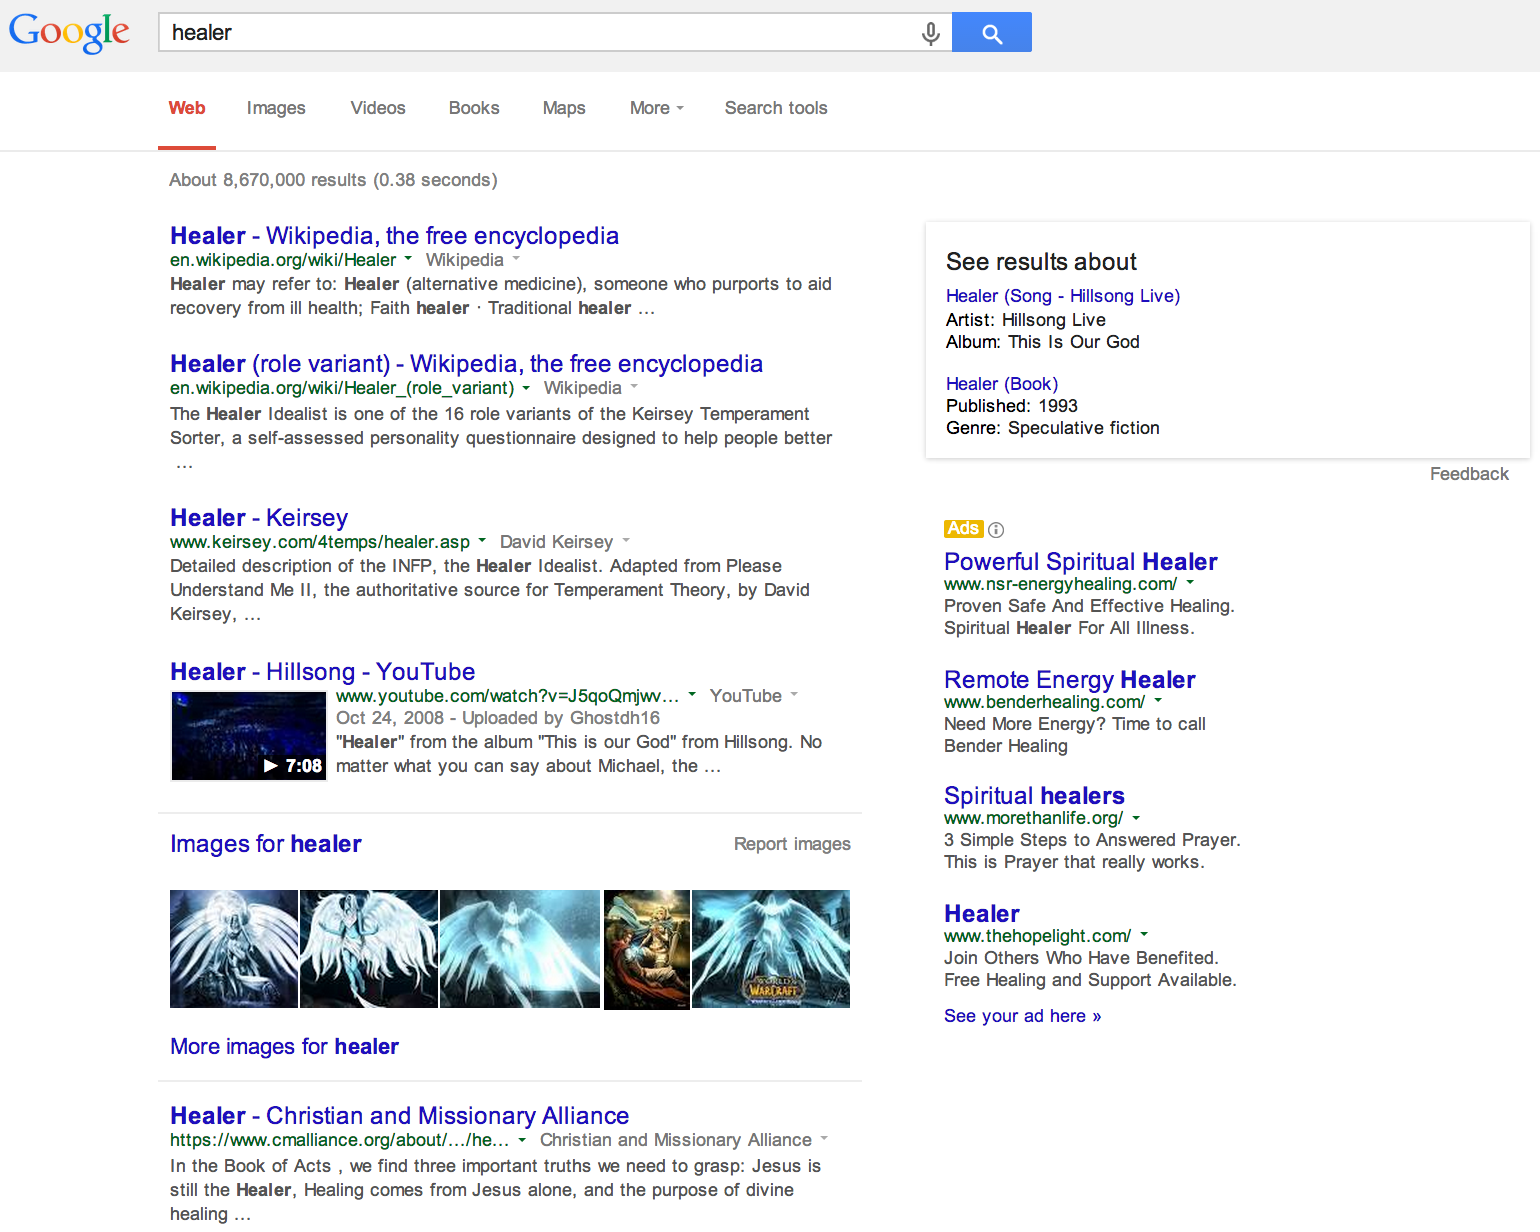 Google
healer
Web Images Videos Books Maps More Search tools
About 8,670,000 results (0.38 seconds)
Healer - Wikipedia, the free encyclopedia
en.wikipedia.org/wiki/Healer Wikipedia
Healer may refer to: Healer (alternative medicine), someone who purports to aid
recovery from ill health; Faith healer · Traditional healer ...
Healer (role variant) - Wikipedia, the free encyclopedia
en.wikipedia.org/wiki/Healer_(role_variant) Wikipedia
The Healer Idealist is one of the 16 role variants of the Keirsey Temperament
Sorter, a self-assessed personality questionnaire designed to help people better
...
Healer - Keirsey
www.keirsey.com/4temps/healer.asp David Keirsey
Detailed description of the INFP, the Healer Idealist. Adapted from Please
Understand Me II, the authoritative source for Temperament Theory, by David
Keirsey, ...
Healer - Hillsong - YouTube
www.youtube.com/watch?v=J5qoQmjwv... YouTube
Oct 24, 2008 - Uploaded by Ghostdh16
"Healer" from the album "This is our God" from Hillsong. No
matter what you can say about Michael, the ...
7:08
Images for healer
Report images
WORLD OF
WARCRAFT
More images for healer
Healer - Christian and Missionary Alliance
https://www.cmalliance.org/about/.../he... Christian and Missionary Alliance
In the Book of Acts , we find three important truths we need to grasp: Jesus is
still the Healer, Healing comes from Jesus alone, and the purpose of divine
healing ...
See results about
Healer (Song - Hillsong Live)
Artist: Hillsong Live
Album: This Is Our God
Healer (Book)
Published: 1993
Genre: Speculative fiction
Feedback
Ads
Powerful Spiritual Healer
www.nsr-energyhealing.com/
Proven Safe And Effective Healing.
Spiritual Healer For All Illness.
Remote Energy Healer
www.benderhealing.com/
Need More Energy? Time to call
Bender Healing
Spiritual healers
www.morethanlife.org/
3 Simple Steps to Answered Prayer.
This is Prayer that really works.
Healer
www.thehopelight.com/
Join Others Who Have Benefited.
Free Healing and Support Available.
See your ad here »